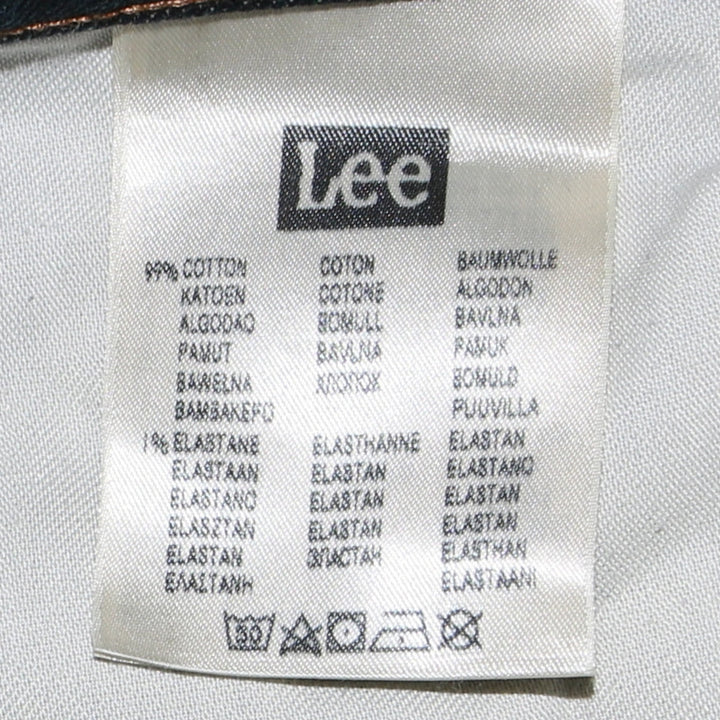 Lee
99% COTTON COTON BAUMWOLLE
KATOEN COTONE ALGODON
ALGODAO BOMULL BAVLNA
PAMUT BAVLNA PAMUK
BAWELNA ХЛОПОК BOMULD
BAMBAKEPO PUUVILLA
1% ELASTANE ELASTHANNE ELASTAN
ELASTAAN ELASTAN ELASTANO
ELASTANO ELASTAN ELASTAN
ELASZTAN ELASTAN ELASTAN
ELASTAN ЭЛАСТАН ELASTHAN
ΕΛΑΣΤΑΝΗ ELASTAANI
30